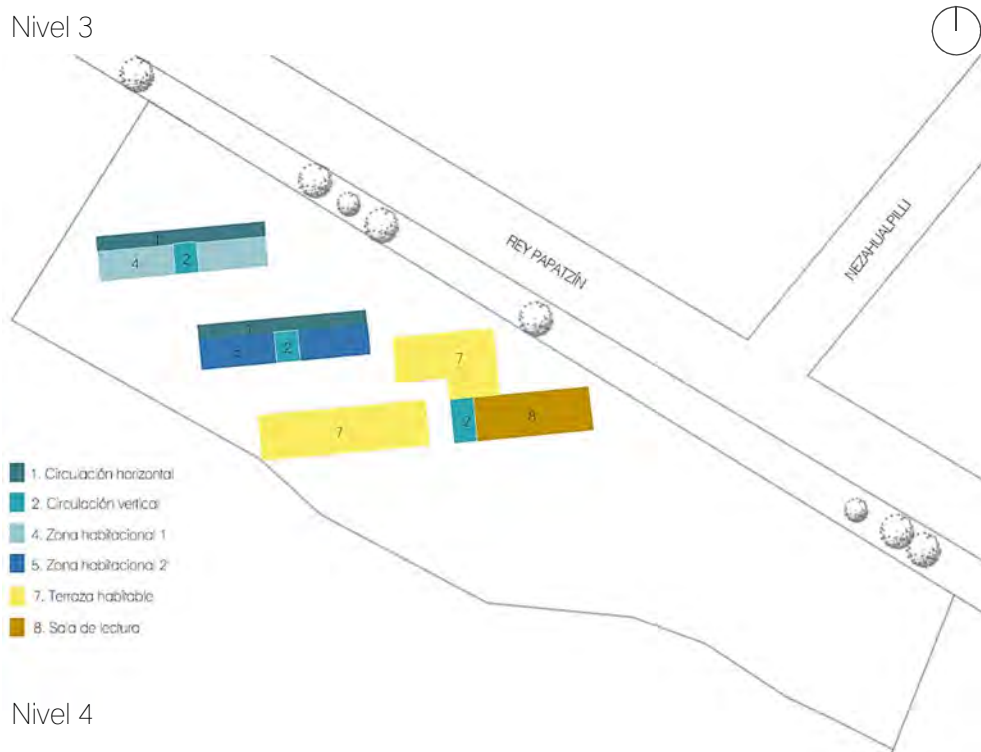 Nivel 3
REY PAPATZÍN
NEZAHUALPILLI
1
4
2
2
7
7
2
8
1. Circulación horizontal
2. Circulación vertical
4. Zona habitacional 1
5. Zona habitacional 2
7. Terraza habitable
8. Sala de lectura
Nivel 4